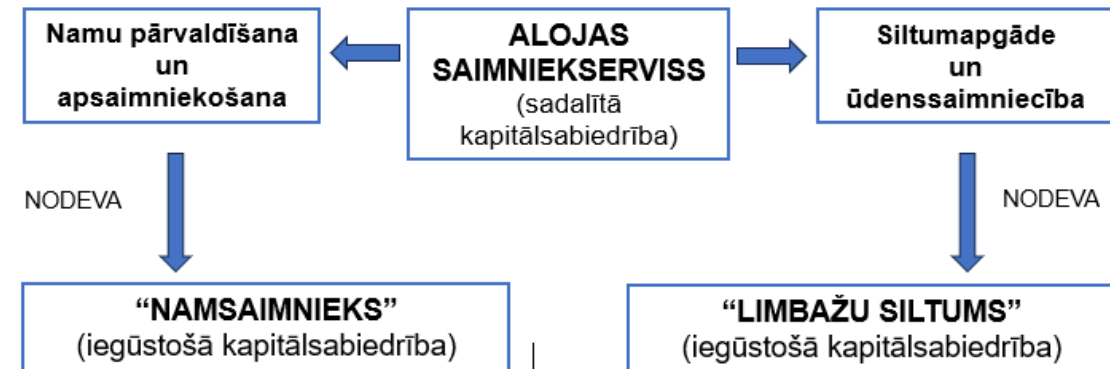 Namu pārvaldīšana
un
apsaimniekošana
ALOJAS
SAIMNIEKSERVISS
(sadalītā
kapitālsabiedrība)
Siltumapgāde
un
ūdenssaimniecība
NODEVA
NODEVA
“NAMSAIMNIEKS”
(iegūstošā kapitālsabiedrība)
“LIMBAŽU SILTUMS”
(iegūstošā kapitālsabiedrība)